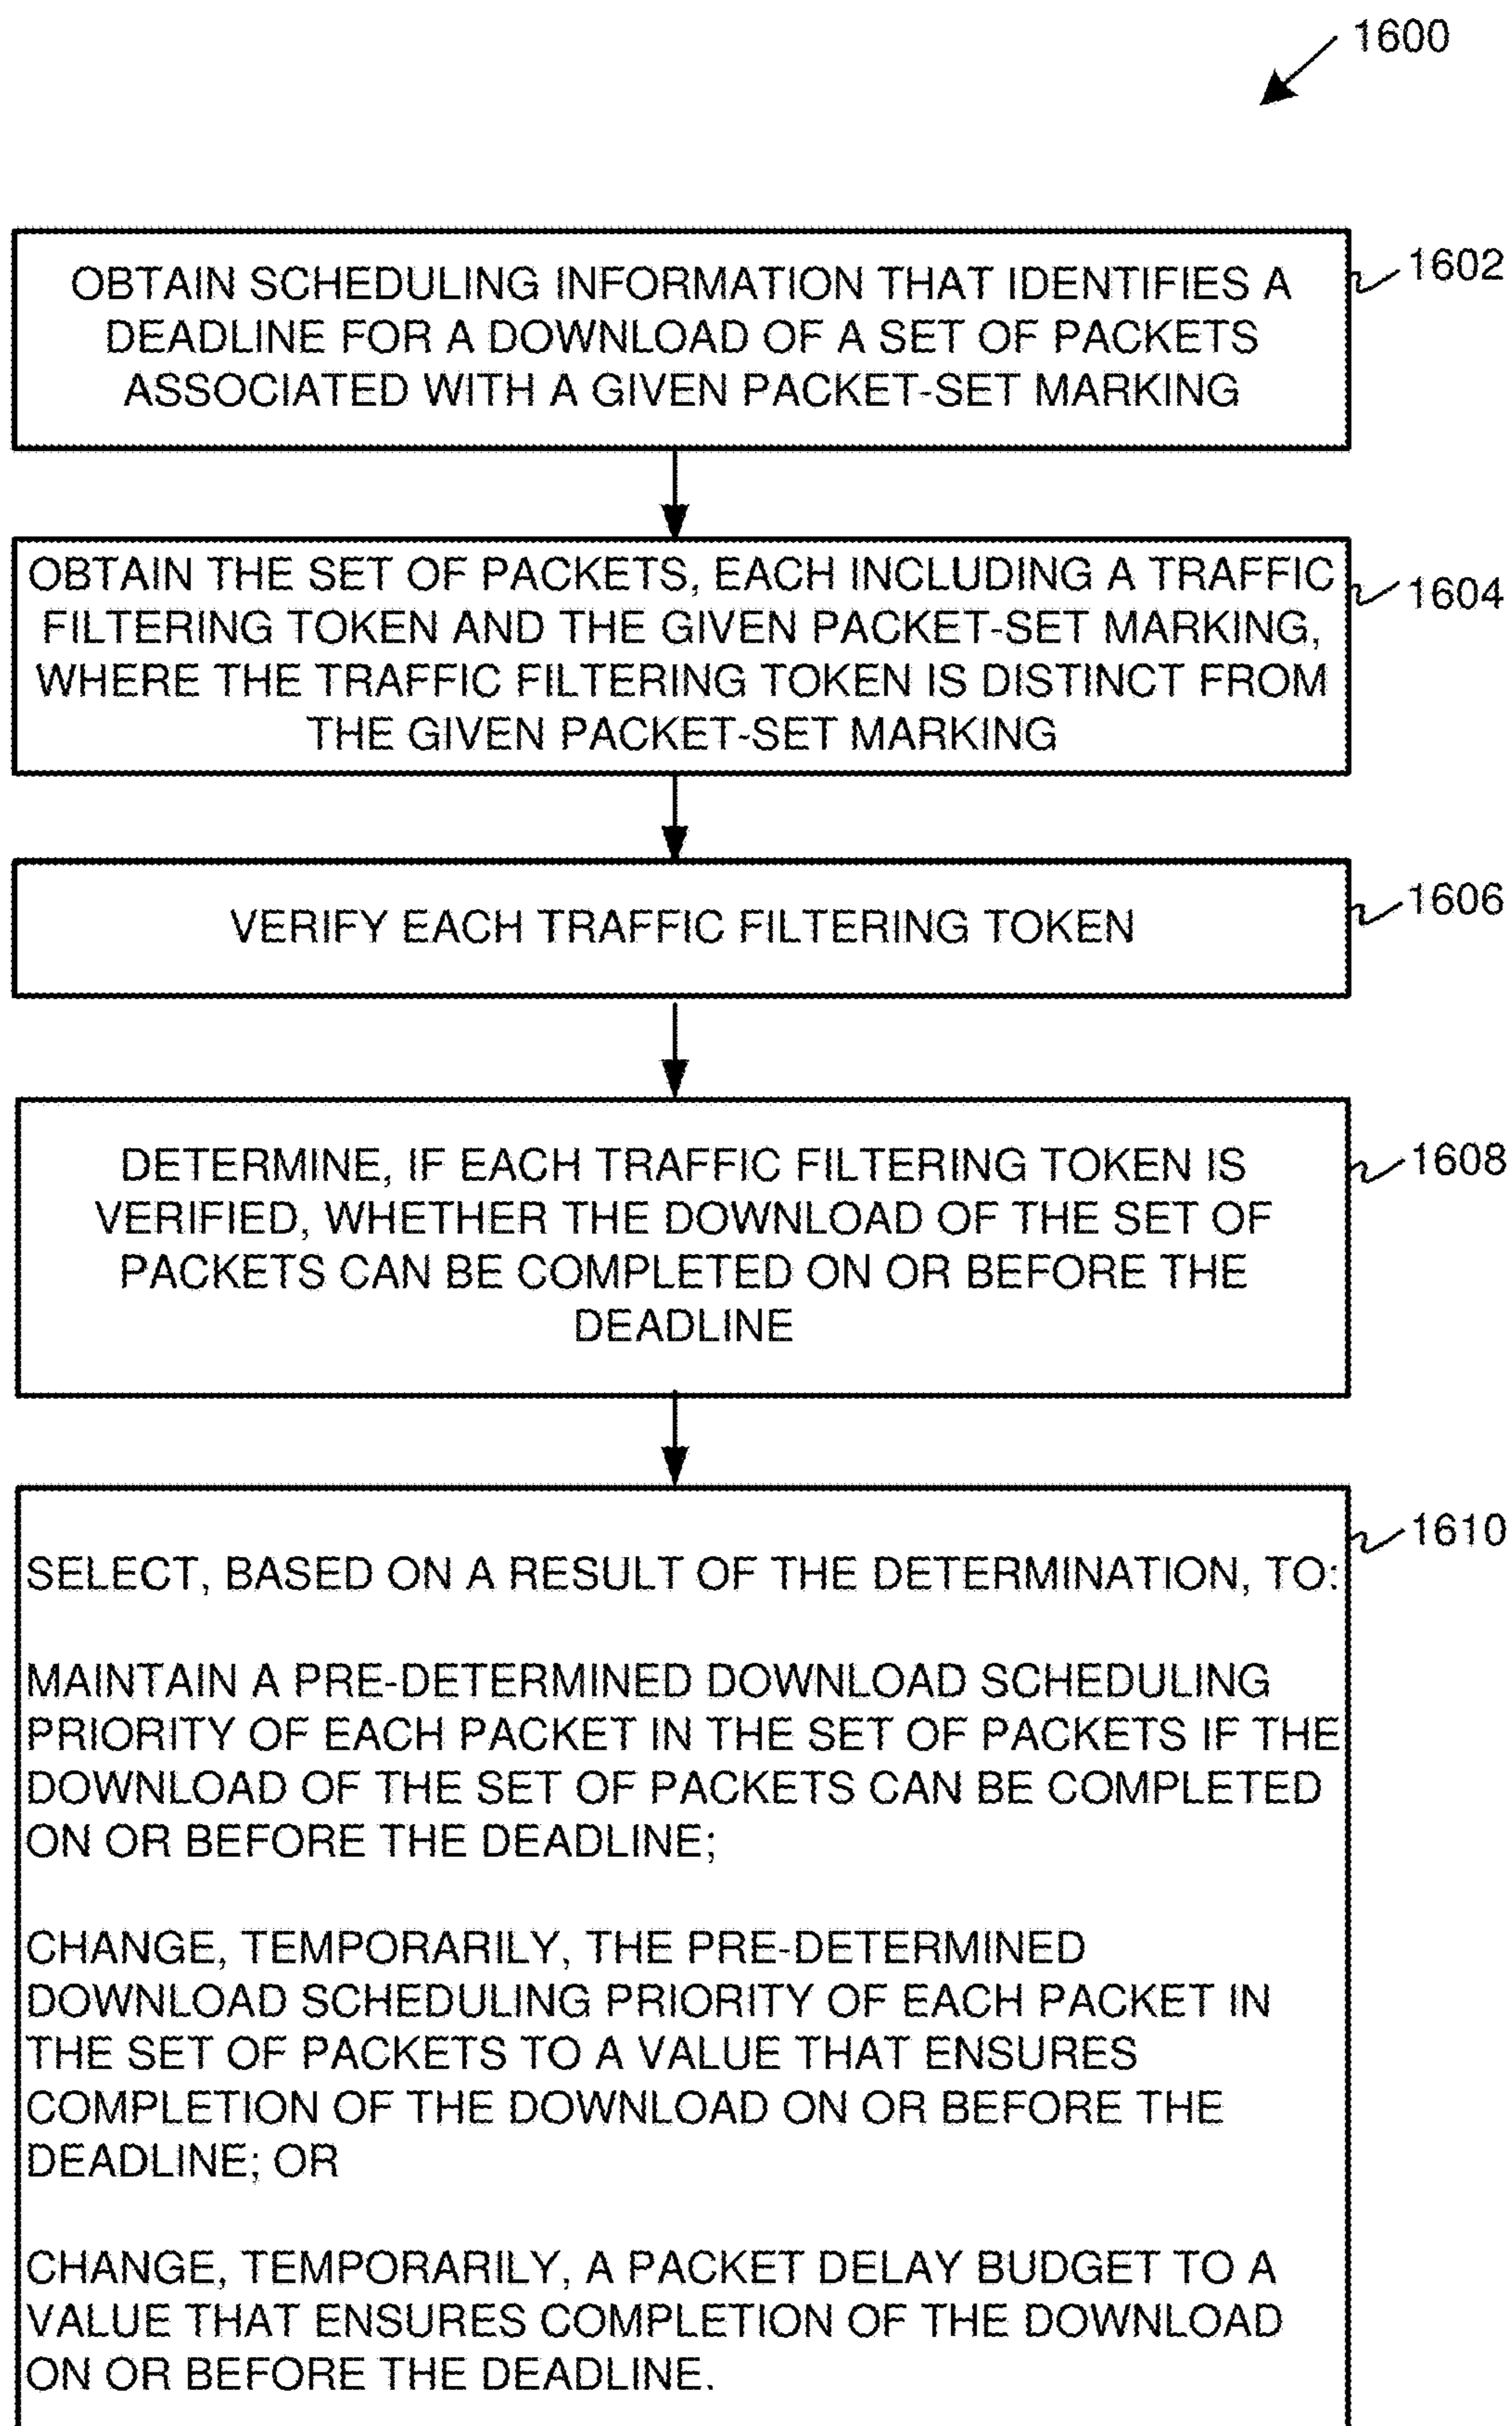 1600
OBTAIN SCHEDULING INFORMATION THAT IDENTIFIES A
DEADLINE FOR A DOWNLOAD OF A SET OF PACKETS
ASSOCIATED WITH A GIVEN PACKET-SET MARKING
1602
OBTAIN THE SET OF PACKETS, EACH INCLUDING A TRAFFIC
FILTERING TOKEN AND THE GIVEN PACKET-SET MARKING,
WHERE THE TRAFFIC FILTERING TOKEN IS DISTINCT FROM
THE GIVEN PACKET-SET MARKING
1604
VERIFY EACH TRAFFIC FILTERING TOKEN
1606
DETERMINE, IF EACH TRAFFIC FILTERING TOKEN IS
VERIFIED, WHETHER THE DOWNLOAD OF THE SET OF
PACKETS CAN BE COMPLETED ON OR BEFORE THE
DEADLINE
1608
SELECT, BASED ON A RESULT OF THE DETERMINATION, TO:
MAINTAIN A PRE-DETERMINED DOWNLOAD SCHEDULING
PRIORITY OF EACH PACKET IN THE SET OF PACKETS IF THE
DOWNLOAD OF THE SET OF PACKETS CAN BE COMPLETED
ON OR BEFORE THE DEADLINE;
CHANGE, TEMPORARILY, THE PRE-DETERMINED
DOWNLOAD SCHEDULING PRIORITY OF EACH PACKET IN
THE SET OF PACKETS TO A VALUE THAT ENSURES
COMPLETION OF THE DOWNLOAD ON OR BEFORE THE
DEADLINE; OR
CHANGE, TEMPORARILY, A PACKET DELAY BUDGET TO A
VALUE THAT ENSURES COMPLETION OF THE DOWNLOAD
ON OR BEFORE THE DEADLINE.
1610